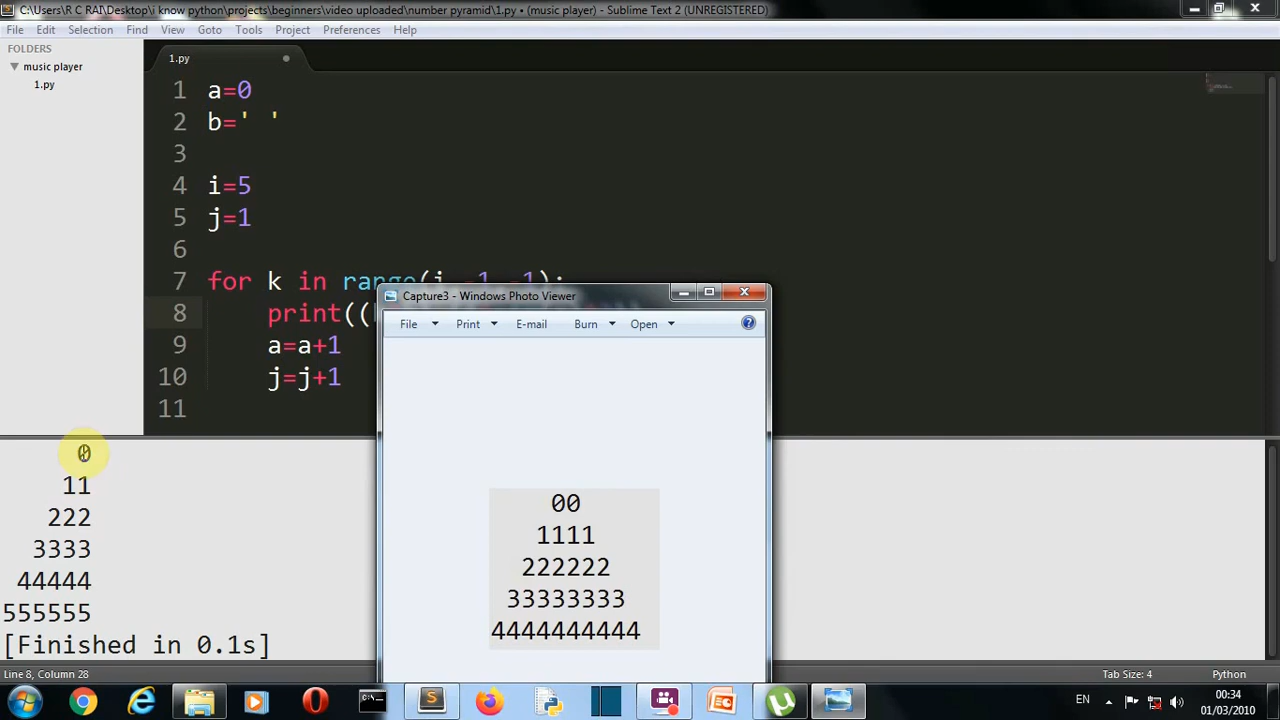 C:\Users\R C RAI\Desktop\i know python\projects\beginners\video uploaded\number pyramid\1.py • (music player) - Sublime Text 2 (UNREGISTERED)
File Edit Selection Find View Goto Tools Project Preferences Help
FOLDERS
music player
1.py
1.py
1 a=0
2 b=' '
3
4 i=5
5 j=1
6
7 for k in range(i,-1,-1):
8 print((
9 a=a+1
10 j=j+1
11
Capture3 - Windows Photo Viewer
File Print E-mail Burn Open
00
1111
222222
33333333
4444444444
0
11
222
3333
44444
555555
[Finished in 0.1s]
Line 8, Column 28
Tab Size: 4
Python
EN
00:34
01/03/2010